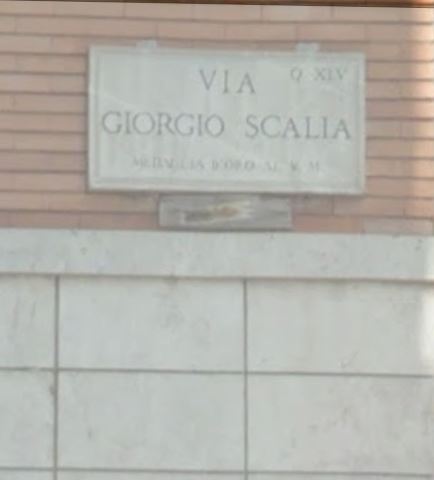 VIA Q XIV
GIORGIO SCALIA
MEDAGLIA D'ORO AL V. M.